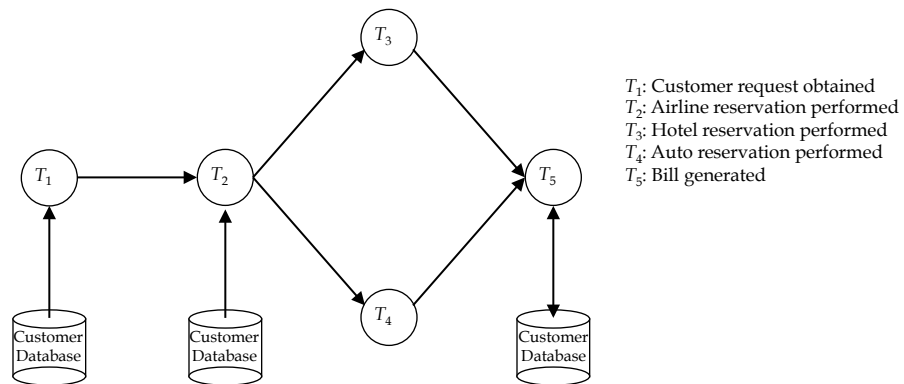 T₃
T₁: Customer request obtained
T₂: Airline reservation performed
T₃: Hotel reservation performed
T₄: Auto reservation performed
T₅: Bill generated
T₁
T₂
T₅
T₄
Customer
Database
Customer
Database
Customer
Database